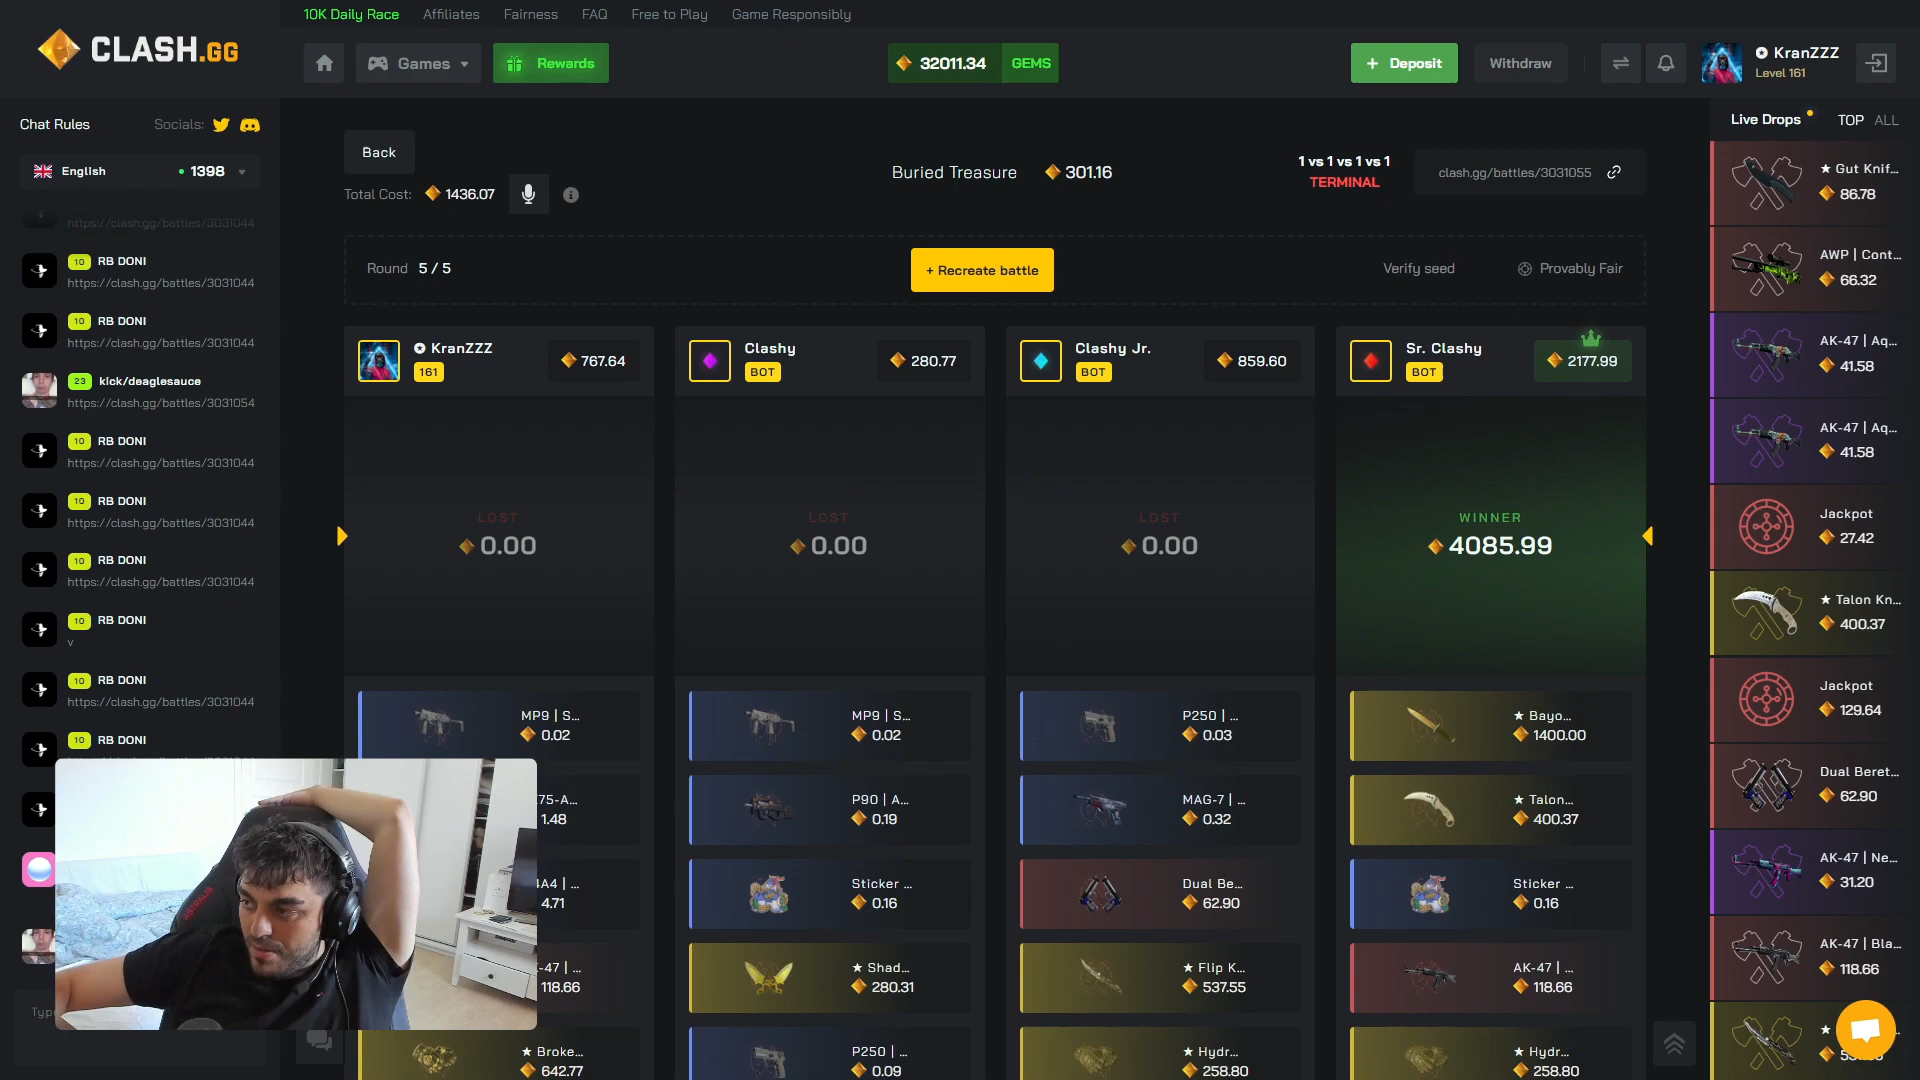 10K Daily Race
Affiliates
Fairness
FAQ
Free to Play
Game Responsibly
CLASH.GG
Games
Rewards
32011.34
GEMS
+ Deposit
Withdraw
KranZZZ
Level 161
Chat Rules
Socials:
English
1398
https://clash.gg/battles/3031044
10 RB DONI
https://clash.gg/battles/3031044
10 RB DONI
https://clash.gg/battles/3031044
23 kick/deaglesauce
https://clash.gg/battles/3031054
10 RB DONI
https://clash.gg/battles/3031044
10 RB DONI
https://clash.gg/battles/3031044
10 RB DONI
https://clash.gg/battles/3031044
10 RB DONI
v
10 RB DONI
https://clash.gg/battles/3031044
10 RB DONI
Back
Total Cost: 1436.07
Buried Treasure
301.16
1 vs 1 vs 1 vs 1
TERMINAL
clash.gg/battles/3031055
Round 5 / 5
+ Recreate battle
Verify seed
Provably Fair
KranZZZ
161
767.64
LOST
0.00
MP9 | S...
0.02
75-A...
1.48
4A4 | ...
4.71
-47 | ...
118.66
★ Broke...
642.77
Clashy
BOT
280.77
LOST
0.00
MP9 | S...
0.02
P90 | A...
0.19
Sticker ...
0.16
★ Shad...
280.31
P250 | ...
0.09
Clashy Jr.
BOT
859.60
LOST
0.00
P250 | ...
0.03
MAG-7 | ...
0.32
Dual Be...
62.90
★ Flip K...
537.55
★ Hydr...
258.80
Sr. Clashy
BOT
2177.99
WINNER
4085.99
★ Bayo...
1400.00
★ Talon...
400.37
Sticker ...
0.16
AK-47 | ...
118.66
★ Hydr...
258.80
Live Drops
TOP
ALL
★ Gut Knif...
86.78
AWP | Cont...
66.32
AK-47 | Aq...
41.58
AK-47 | Aq...
41.58
Jackpot
27.42
★ Talon Kn...
400.37
Jackpot
129.64
Dual Beret...
62.90
AK-47 | Ne...
31.20
AK-47 | Bla...
118.66
★
ASTRALIS